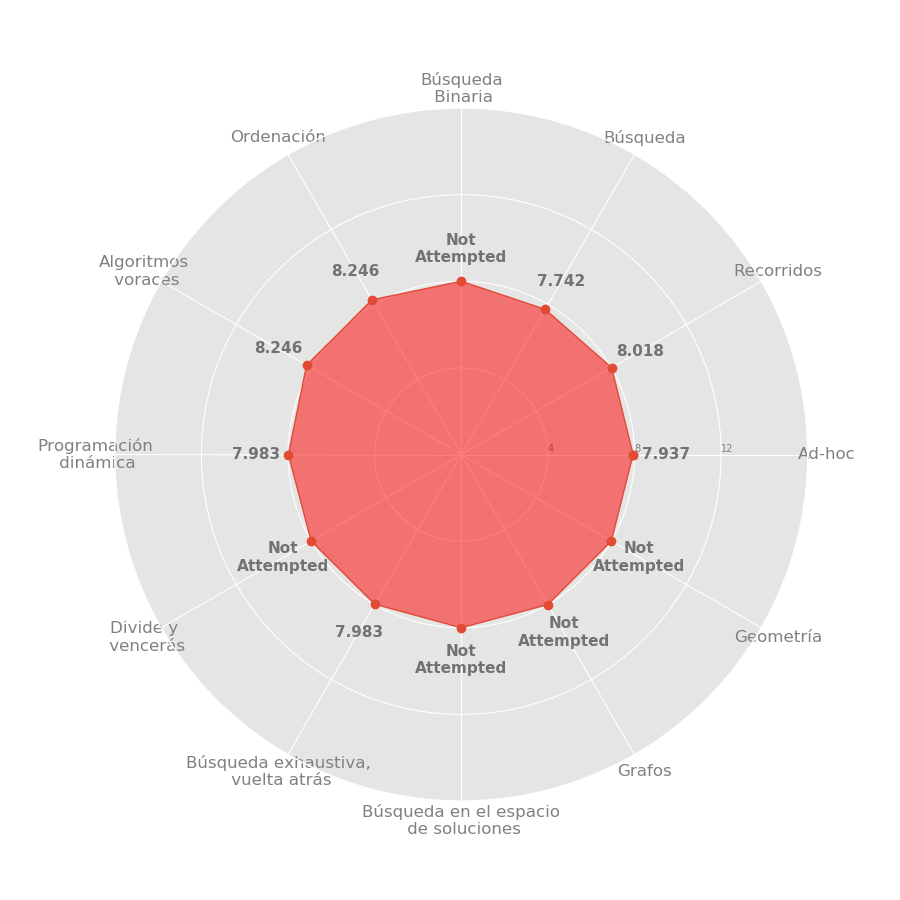 Búsqueda
Binaria
Ordenación
Búsqueda
Not
Attempted
Algoritmos
voraces
8.246
7.742
Recorridos
8.246
8.018
Programación
dinámica
7.983
4
8
12
7.937
Ad-hoc
Not
Attempted
Not
Attempted
Divide y
vencerás
7.983
Not
Attempted
Not
Attempted
Geometría
Búsqueda exhaustiva,
vuelta atrás
Grafos
Búsqueda en el espacio
de soluciones